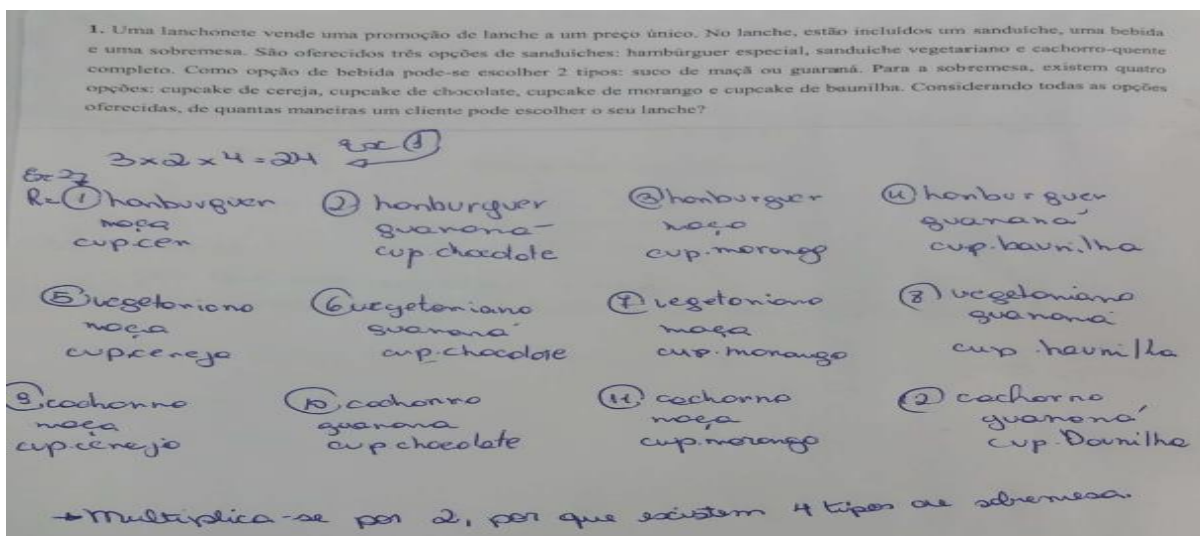 1. Uma lanchonete vende uma promoção de lanche a um preço único. No lanche, estão incluídos um sanduíche, uma bebida
e uma sobremesa. São oferecidos três opções de sanduíches: hambúrguer especial, sanduíche vegetariano e cachorro-quente
completo. Como opção de bebida pode-se escolher 2 tipos: suco de maçã ou guaraná. Para a sobremesa, existem quatro
opções: cupcake de cereja, cupcake de chocolate, cupcake de morango e cupcake de baunilha. Considerando todas as opções
oferecidas, de quantas maneiras um cliente pode escolher o seu lanche?
3x2x4=24
R= 1 hanburguer 2 honburguer 3 honburguer 4 honburguer
maça guarana maça guaraná
cup.cer cup.chocolate cup.morango cup.baunilha
5 vegetariano 6 vegetariano 7 vegetariano 8 vegetariano
maça guaraná maça guaraná
cup.cereja cup.chocolate cup.morango cup baunilha
9 cachorro 10 cachorro 11 cachorro 12 cachorro
maça guarana maça guaraná
cup.cereja cup chocolate cup.morango cup.Baunilha
→ Multiplica-se por 2, por que existem 4 tipos de sobremesa.